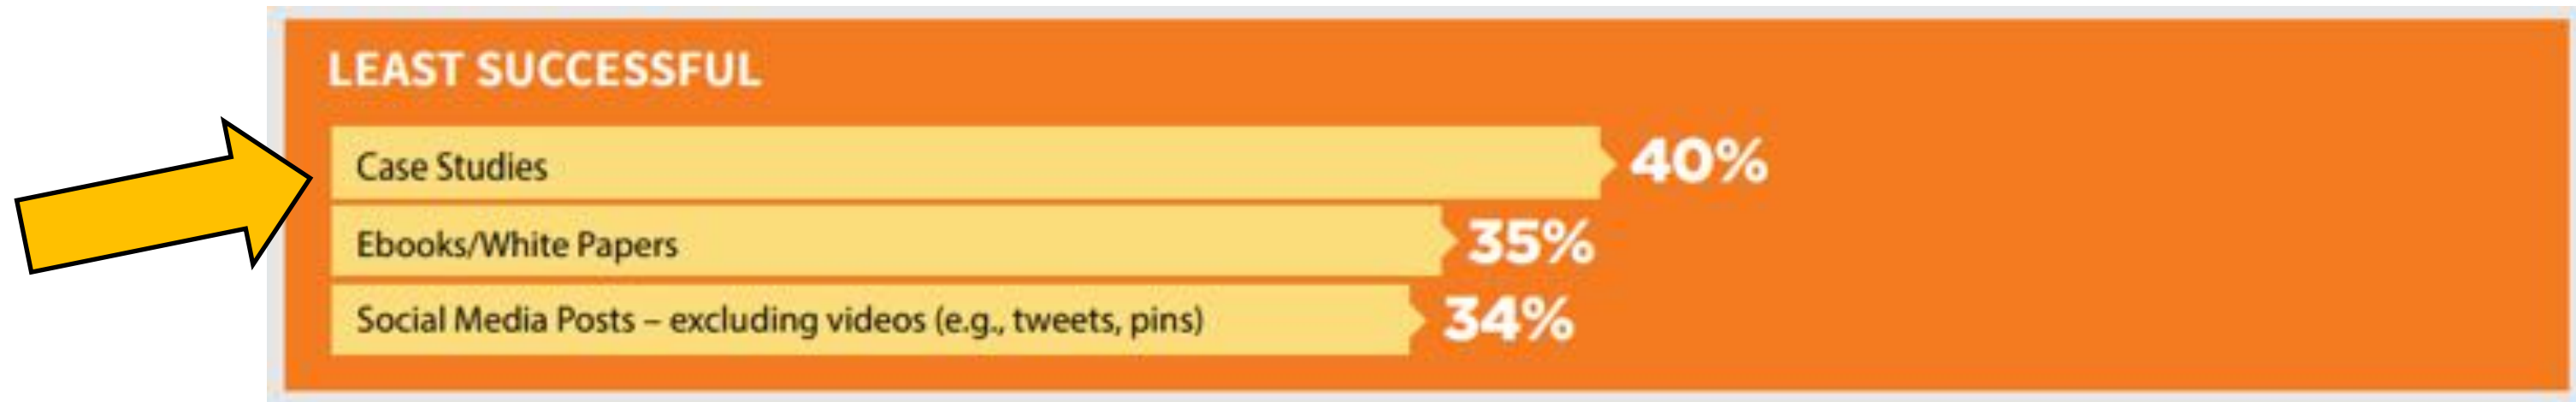 LEAST SUCCESSFUL
Case Studies 40%
Ebooks/White Papers 35%
Social Media Posts – excluding videos (e.g., tweets, pins) 34%